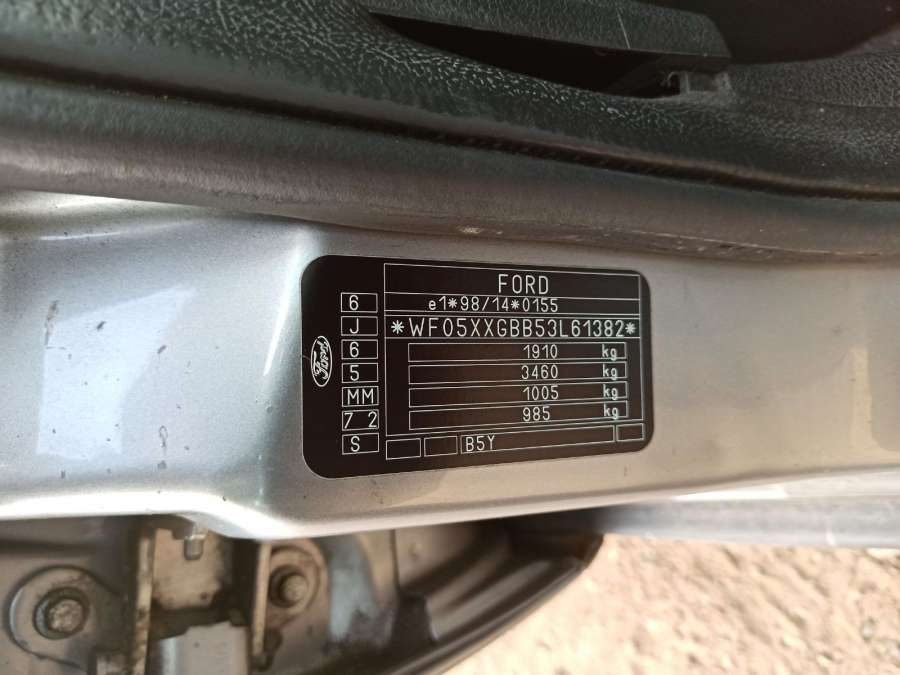 FORD
e1*98/14*0155
*WF05XXGBB53L61382*
1910 kg
3460 kg
1005 kg
985 kg
B5Y
6
J
6
5
MM
7 2
S
Ford